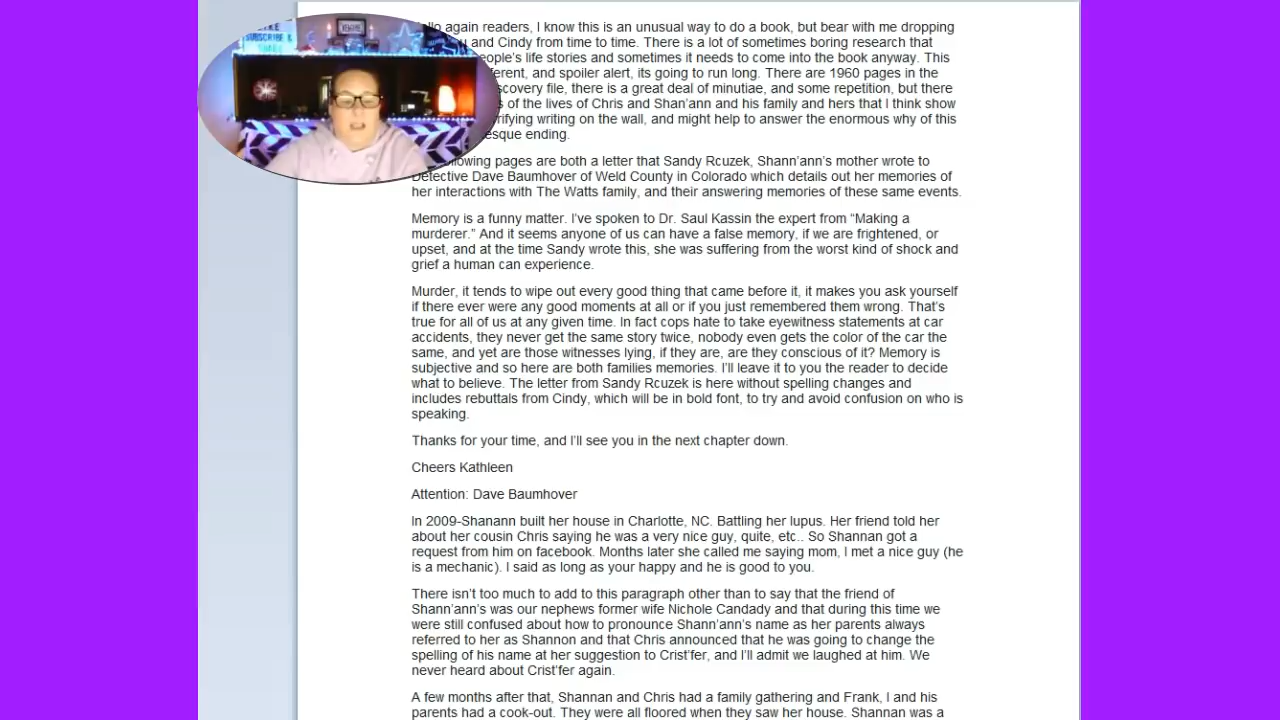 SUBSCRIBE &
llo again readers, I know this is an unusual way to do a book, but bear with me dropping
u and Cindy from time to time. There is a lot of sometimes boring research that
eople's life stories and sometimes it needs to come into the book anyway. This
ferent, and spoiler alert, its going to run long. There are 1960 pages in the
scovery file, there is a great deal of minutiae, and some repetition, but there
s of the lives of Chris and Shan'ann and his family and hers that I think show
rifying writing on the wall, and might help to answer the enormous why of this
esque ending.
lowing pages are both a letter that Sandy Rcuzek, Shann'ann's mother wrote to
Detective Dave Baumhover of Weld County in Colorado which details out her memories of
her interactions with The Watts family, and their answering memories of these same events.
Memory is a funny matter. I've spoken to Dr. Saul Kassin the expert from “Making a
murderer.” And it seems anyone of us can have a false memory, if we are frightened, or
upset, and at the time Sandy wrote this, she was suffering from the worst kind of shock and
grief a human can experience.
Murder, it tends to wipe out every good thing that came before it, it makes you ask yourself
if there ever were any good moments at all or if you just remembered them wrong. That's
true for all of us at any given time. In fact cops hate to take eyewitness statements at car
accidents, they never get the same story twice, nobody even gets the color of the car the
same, and yet are those witnesses lying, if they are, are they conscious of it? Memory is
subjective and so here are both families memories. I'll leave it to you the reader to decide
what to believe. The letter from Sandy Rcuzek is here without spelling changes and
includes rebuttals from Cindy, which will be in bold font, to try and avoid confusion on who is
speaking.
Thanks for your time, and I'll see you in the next chapter down.
Cheers Kathleen
Attention: Dave Baumhover
In 2009-Shanann built her house in Charlotte, NC. Battling her lupus. Her friend told her
about her cousin Chris saying he was a very nice guy, quite, etc.. So Shannan got a
request from him on facebook. Months later she called me saying mom, I met a nice guy (he
is a mechanic). I said as long as your happy and he is good to you.
There isn't too much to add to this paragraph other than to say that the friend of
Shann'ann's was our nephews former wife Nichole Candady and that during this time we
were still confused about how to pronounce Shann'ann's name as her parents always
referred to her as Shannon and that Chris announced that he was going to change the
spelling of his name at her suggestion to Crist'fer, and I'll admit we laughed at him. We
never heard about Crist'fer again.
A few months after that, Shannan and Chris had a family gathering and Frank, I and his
parents had a cook-out. They were all floored when they saw her house. Shannan was a